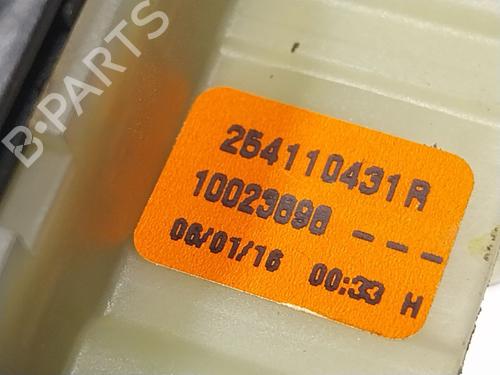 B-PARTS
254110431R
10023898 ---
06/01/16 00:33 H